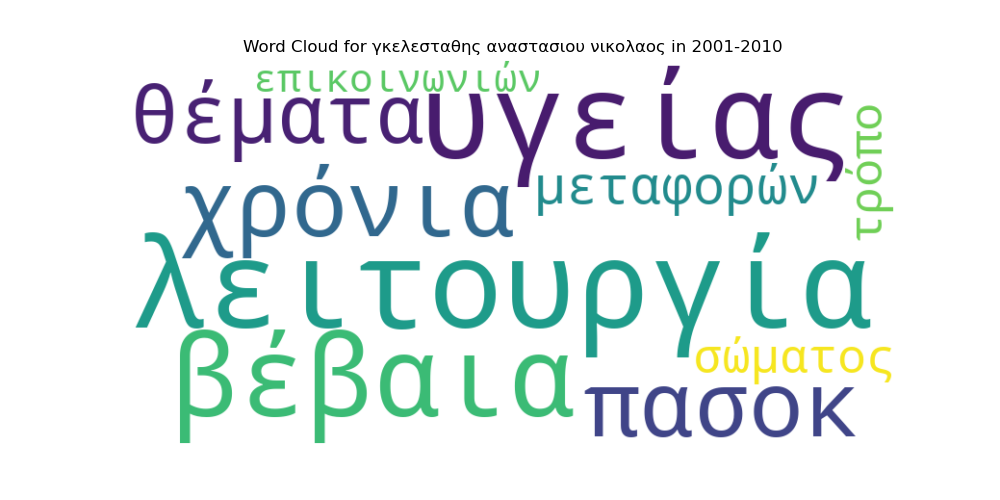 Word Cloud for γκελεσταθης αναστασιου νικολαος in 2001-2010
επικοινωνιών
θέματα υγείας
τρόπο
χρόνια μεταφορών
λειτουργία
βέβαια σώματος
πασοκ